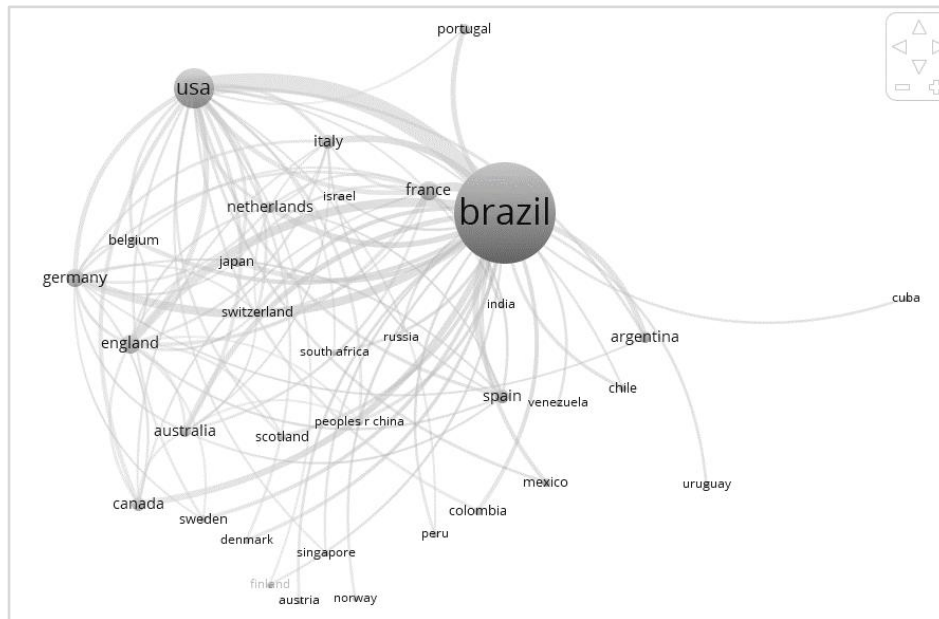 portugal
usa
italy
france
israel
netherlands
brazil
belgium
japan
germany
cuba
india
switzerland
russia
argentina
england
south africa
chile
spain
venezuela
peoples r china
australia
scotland
mexico
uruguay
canada
colombia
sweden
peru
denmark
singapore
finland
austria
norway